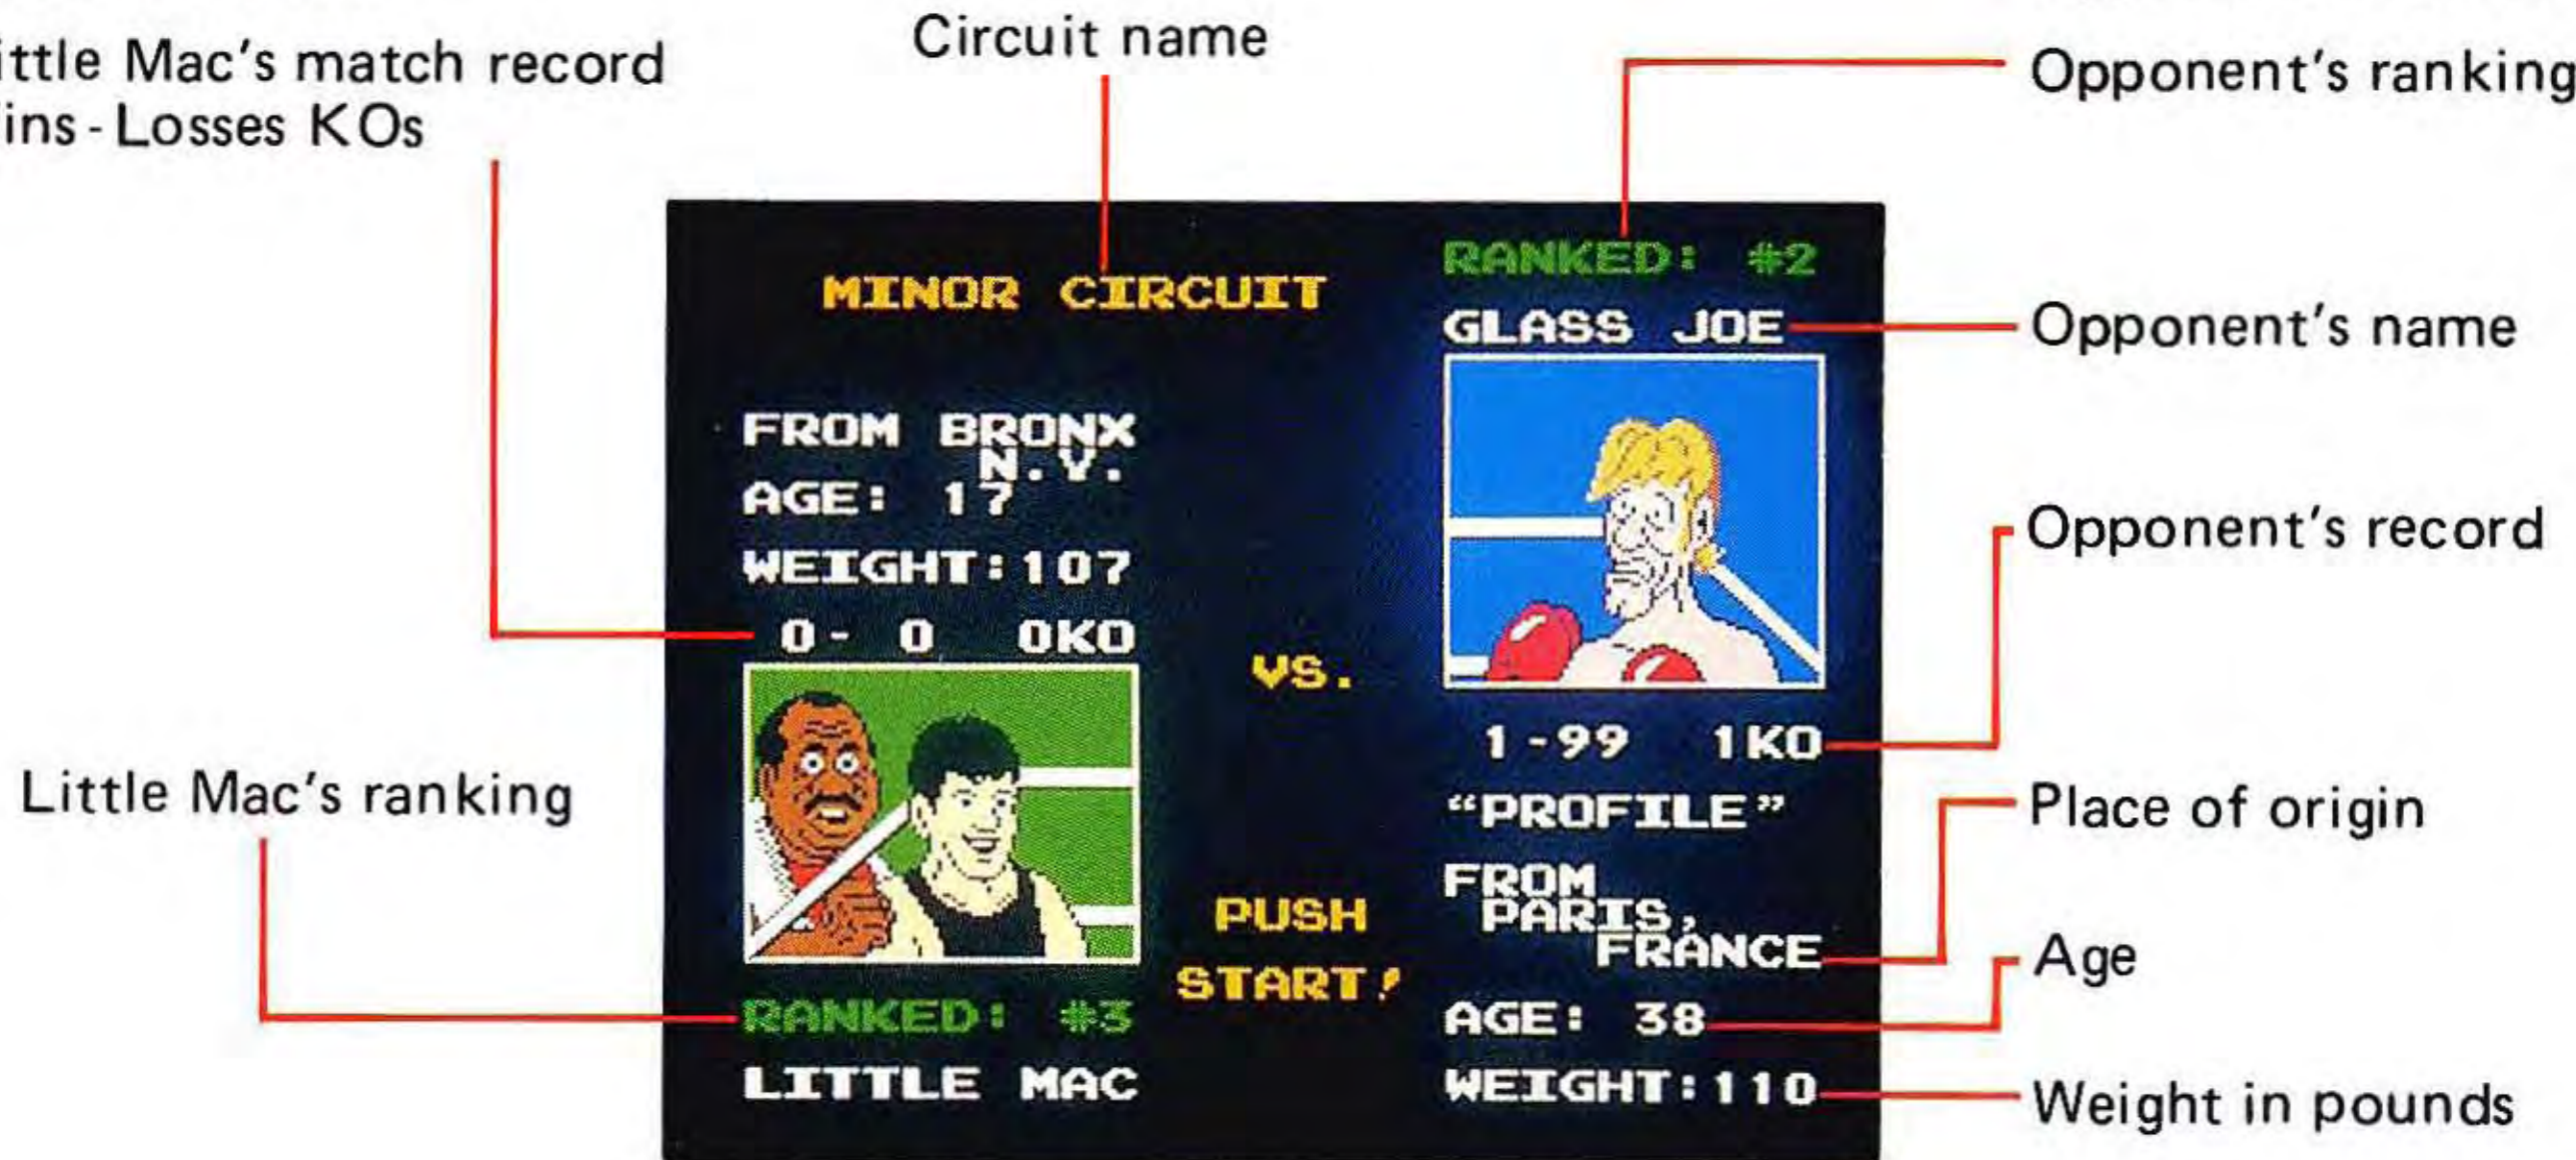 ittle Mac's match record
ins - Losses KOs
Circuit name
Opponent's ranking
MINOR CIRCUIT
RANKED: #2
GLASS JOE
Opponent's name
FROM BRONX
N.Y.
AGE: 17
WEIGHT:107
0- 0 0KO
Opponent's record
VS.
1-99 1KO
"PROFILE"
Little Mac's ranking
Place of origin
FROM
PARIS,
FRANCE
PUSH
START!
Age
RANKED: #3
AGE: 38
LITTLE MAC
WEIGHT:110
Weight in pounds